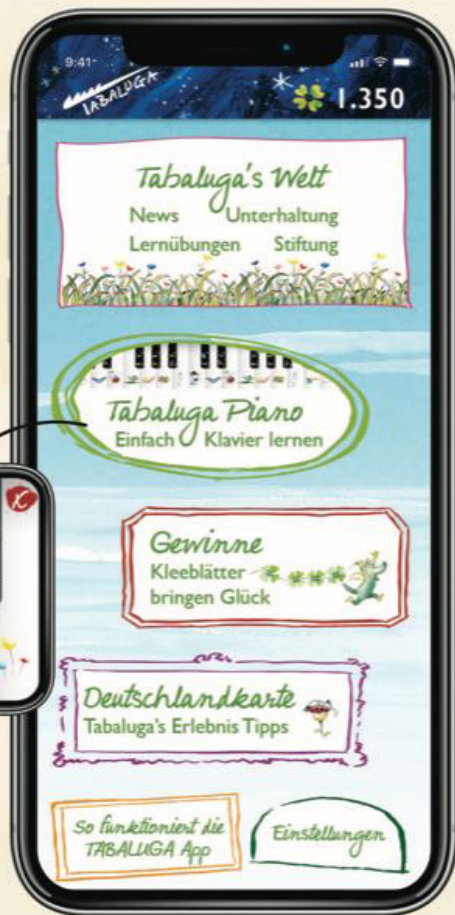 9:41
TABALUGA
1.350
Tabaluga's Welt
News Unterhaltung
Lernübungen Stiftung
Tabaluga Piano
Einfach Klavier lernen
Gewinne
Kleeblätter
bringen Glück
Deutschlandkarte
Tabaluga's Erlebnis Tipps
So funktioniert die
TABALUGA App
Einstellungen